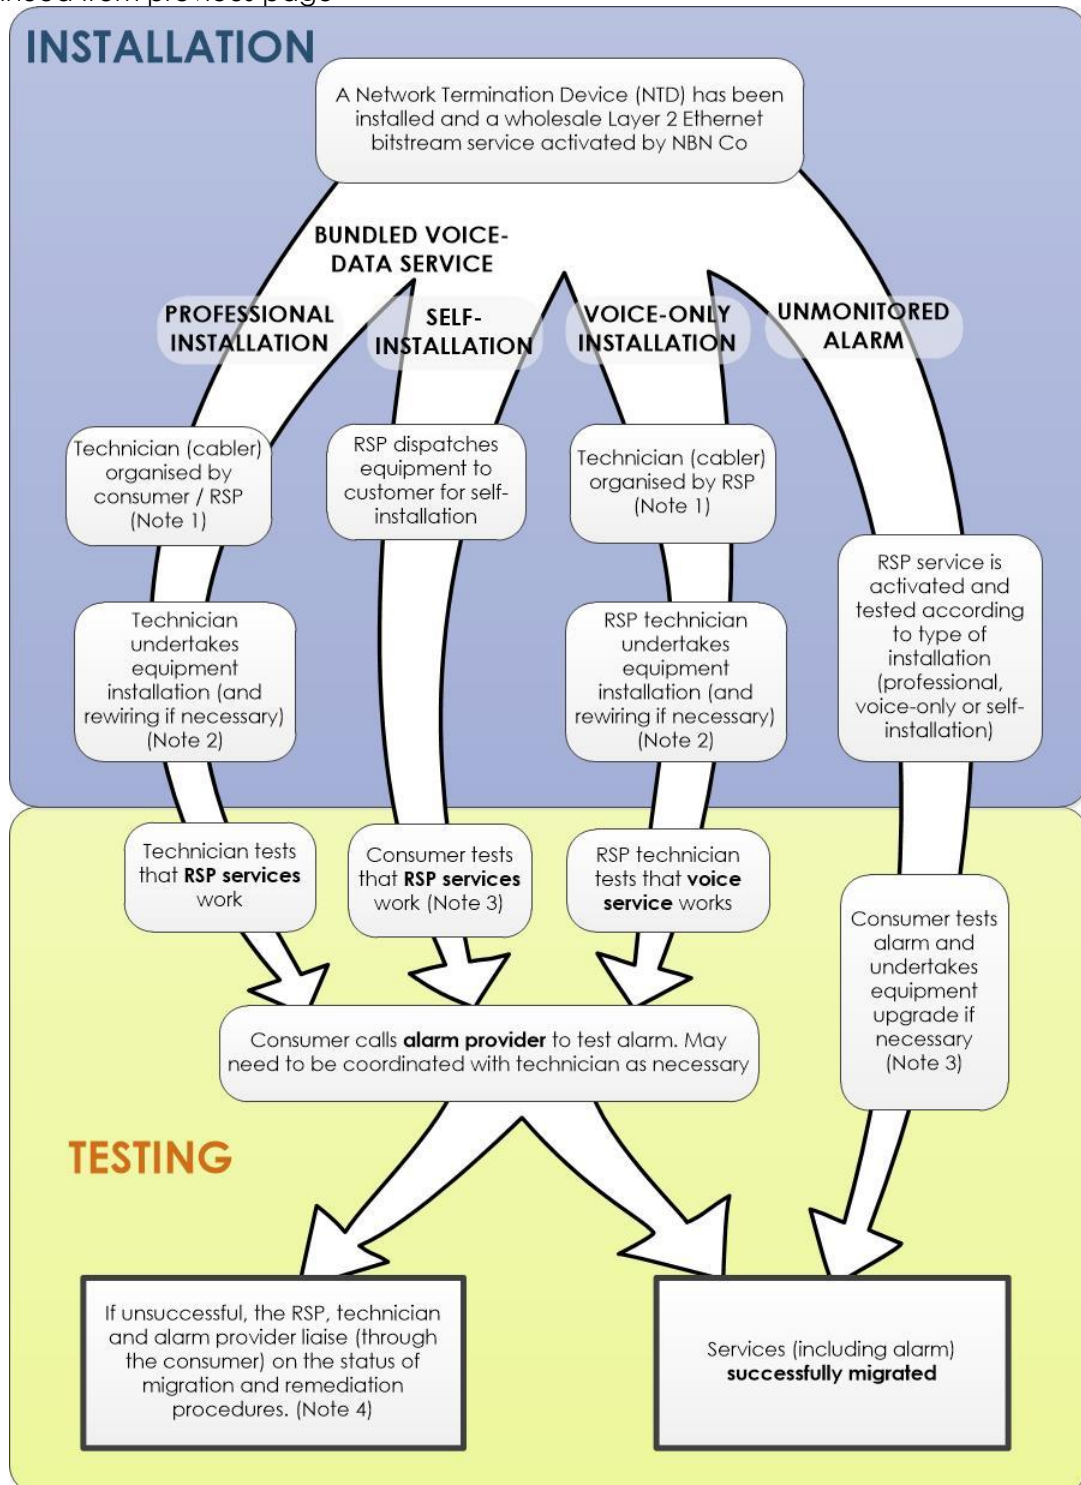 from previous page
INSTALLATION
A Network Termination Device (NTD) has been
installed and a wholesale Layer 2 Ethernet
bitstream service activated by NBN Co
BUNDLED VOICE-
DATA SERVICE
PROFESSIONAL
INSTALLATION
SELF-
INSTALLATION
VOICE-ONLY
INSTALLATION
UNMONITORED
ALARM
Technician (cabler)
organised by
consumer / RSP
(Note 1)
RSP dispatches
equipment to
customer for self-
installation
Technician (cabler)
organised by RSP
(Note 1)
RSP service is
activated and
tested according
to type of
installation
(professional,
voice-only or self-
installation)
Technician
undertakes
equipment
installation (and
rewiring if necessary)
(Note 2)
RSP technician
undertakes
equipment
installation (and
rewiring if necessary)
(Note 2)
Technician tests
that RSP services
work
Consumer tests
that RSP services
work (Note 3)
RSP technician
tests that voice
service works
Consumer tests
alarm and
undertakes
equipment
upgrade if
necessary
(Note 3)
Consumer calls alarm provider to test alarm. May
need to be coordinated with technician as necessary
TESTING
If unsuccessful, the RSP, technician
and alarm provider liaise (through
the consumer) on the status of
migration and remediation
procedures. (Note 4)
Services (including alarm)
successfully migrated